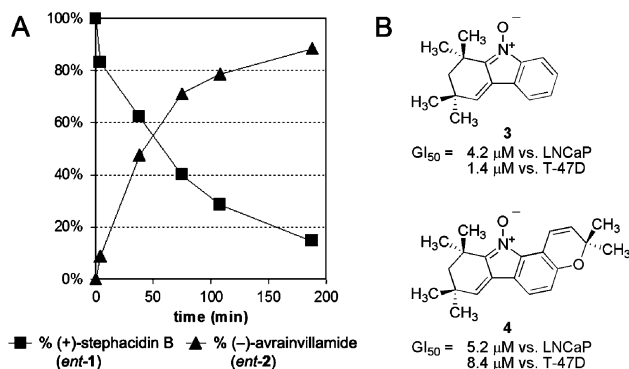 A
100%
80%
60%
40%
20%
0%
0
50
100
150
200
time (min)
■ % (+)-stephacidin B ▲ % (−)-avrainvillamide
(ent-1) (ent-2)
B
O −
H₃C CH₃ N +
CH₃
CH₃
3
GI₅₀ = 4.2 μM vs. LNCaP
1.4 μM vs. T-47D
O −
H₃C CH₃ N + CH₃
CH₃
O
CH₃
CH₃
4
GI₅₀ = 5.2 μM vs. LNCaP
8.4 μM vs. T-47D